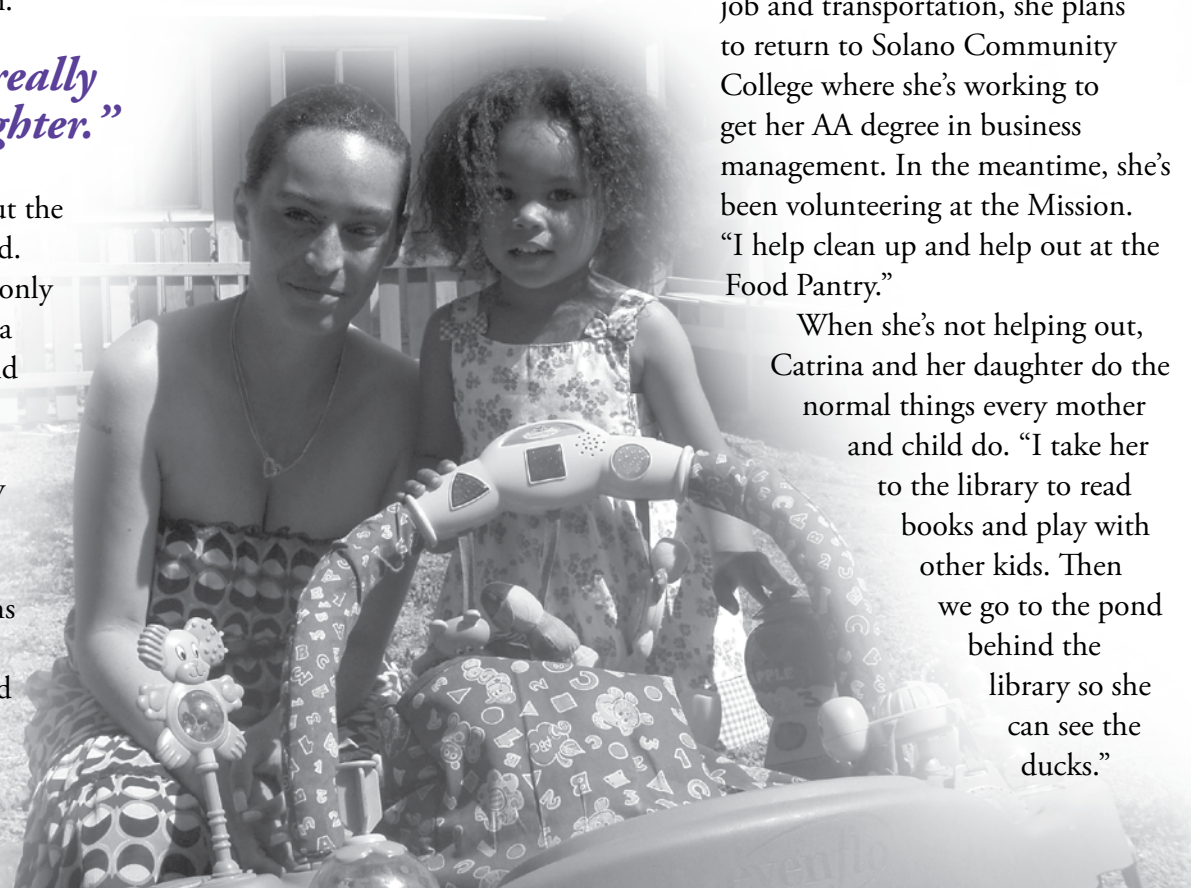 really
ghter.”
ut the
d.
only
a
job and transportation, she plans
to return to Solano Community
College where she’s working to
get her AA degree in business
management. In the meantime, she’s
been volunteering at the Mission.
“I help clean up and help out at the
Food Pantry.”
When she’s not helping out,
Catrina and her daughter do the
normal things every mother
and child do. “I take her
to the library to read
books and play with
other kids. Then
we go to the pond
behind the
library so she
can see the
ducks.”
evenflo